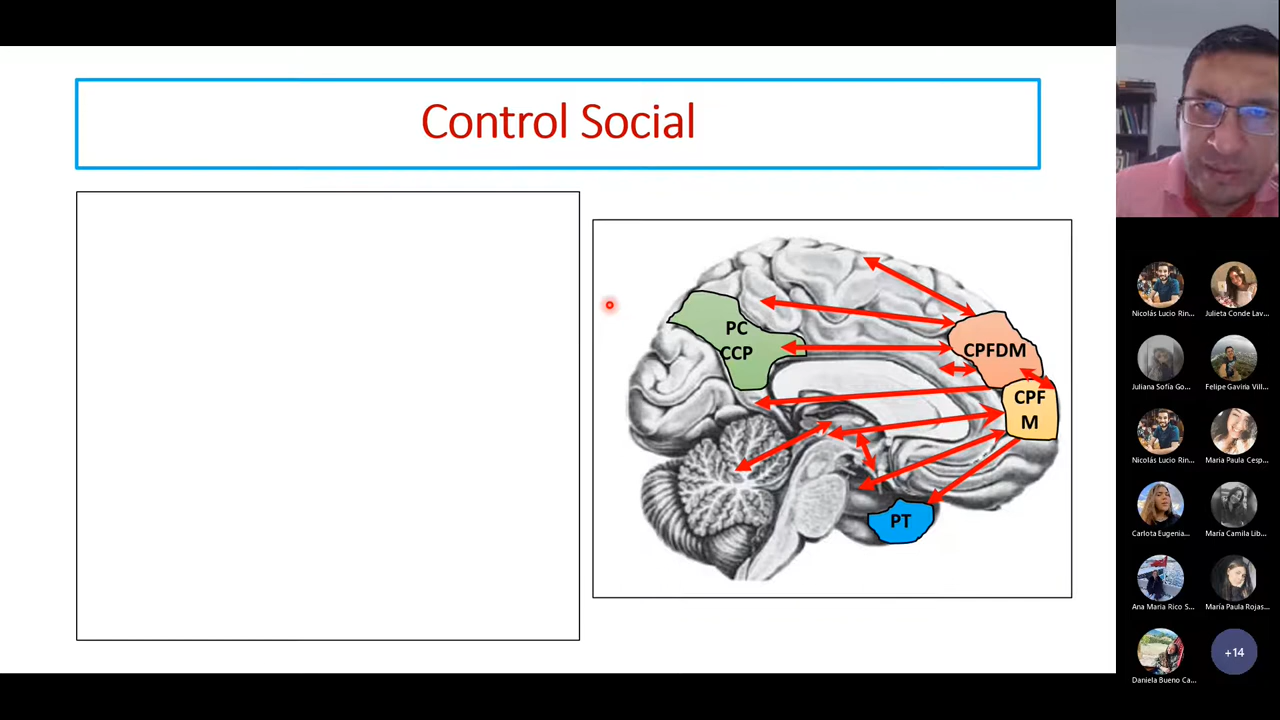 Control Social
PC
CCP
CPFDM
CPF
M
PT
Nicolás Lucio Rin...
Julieta Conde Lav...
Juliana Sofía Go...
Felipe Gaviria Vill...
Nicolás Lucio Rin...
Maria Paula Cesp...
Carlota Eugenia...
María Camila Lib...
Ana Maria Rico S...
María Paula Rojas...
Daniela Bueno Ca...
+14